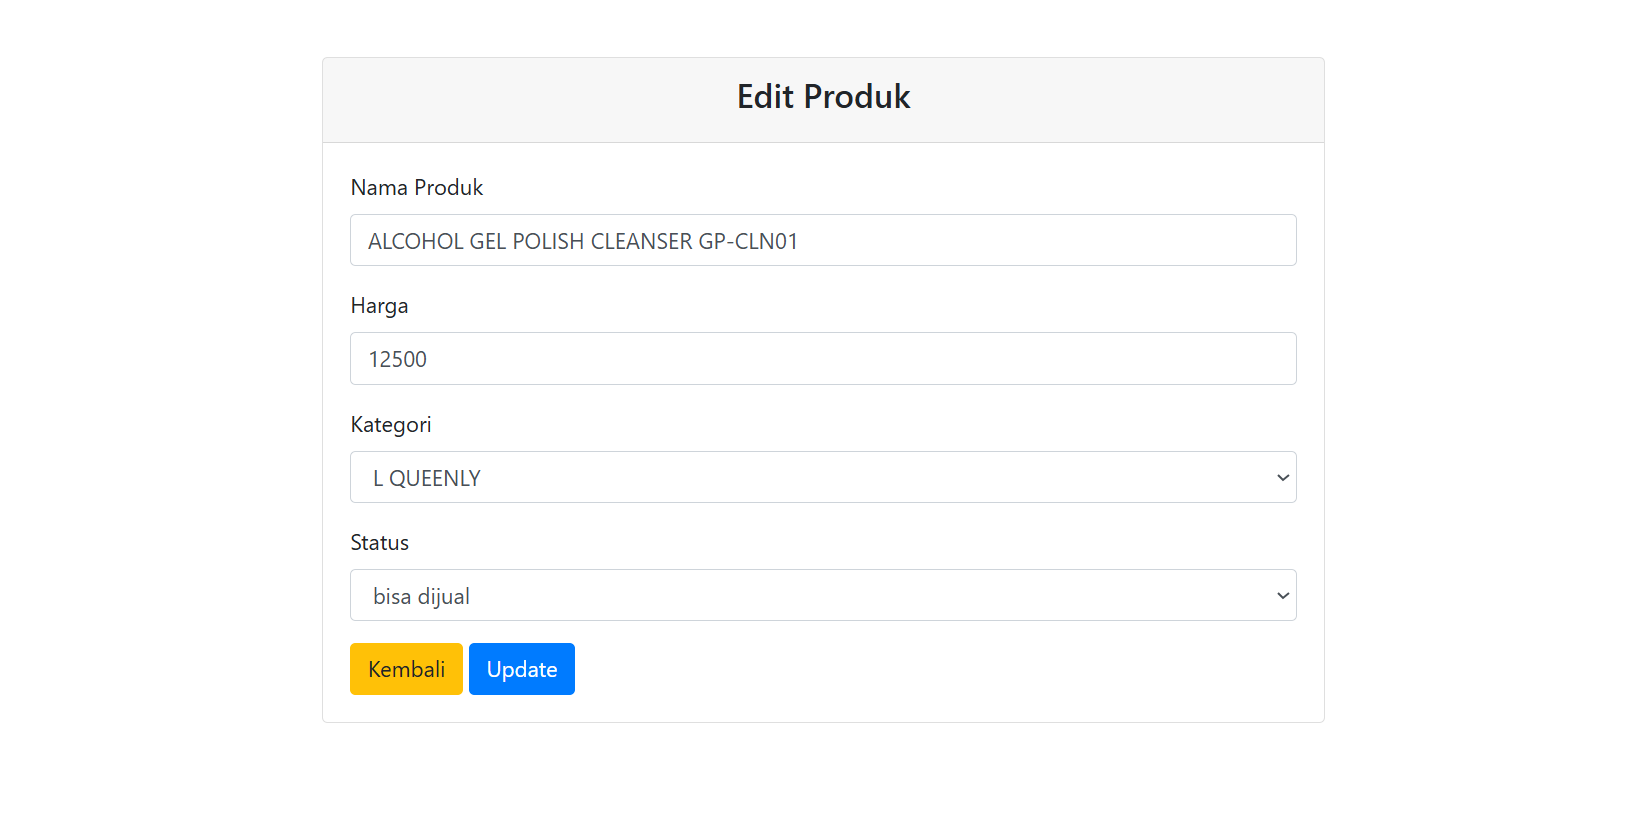 Edit Produk
Nama Produk
ALCOHOL GEL POLISH CLEANSER GP-CLN01
Harga
12500
Kategori
L QUEENLY
Status
bisa dijual
Kembali Update